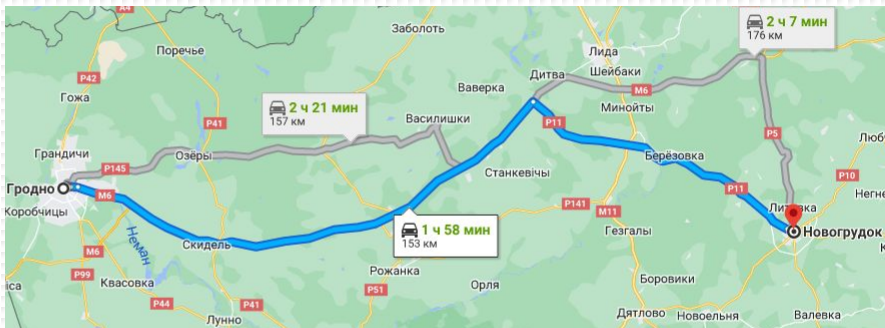 A4
Заболоть
2 ч 7 мин
176 км
Поречье
Лида
P42
Дитва
Шейбаки
Гожа
Ваверка
M6
2 ч 21 мин
157 км
Минойты
P41
Василишки
P11
P5
Грандичи
Озёры
Берёзовка
P145
Станкевічы
P10
Гродно
M6
P11
Коробчицы
P141
M11
1 ч 58 мин
153 км
Новогрудок
Скидель
Гезгалы
M6
Неман
Рожанка
P99
Квасовка
Орля
Боровики
P51
P44
P41
Лунно
Дятлово
Новоельня
Валевка